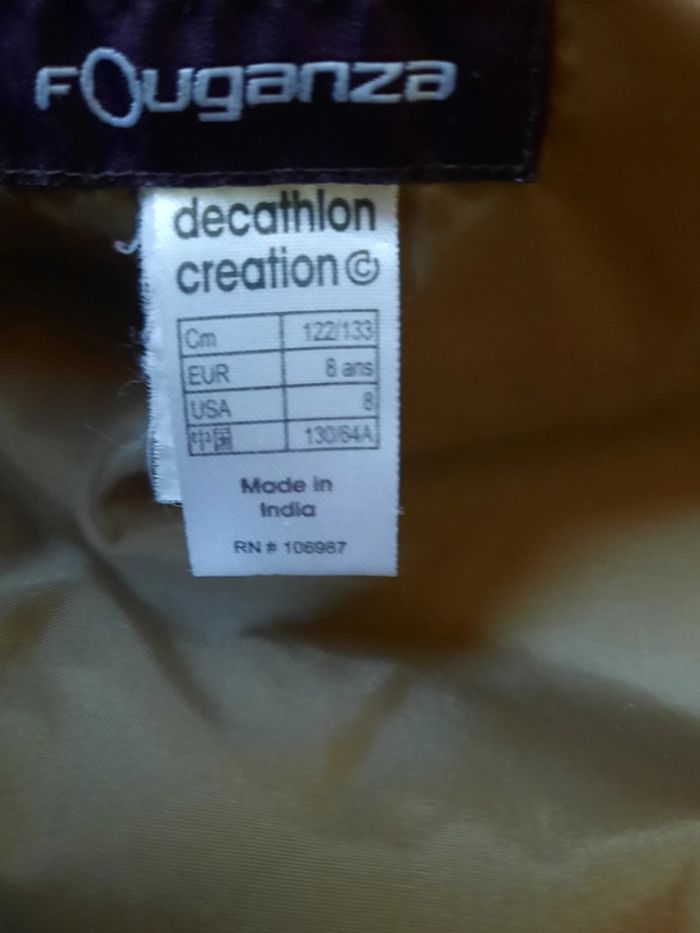 FOuganza
decathlon
creation ©
Cm 122/133
EUR 8 ans
USA 8
中国 130/64A
Made in
India
RN # 106987